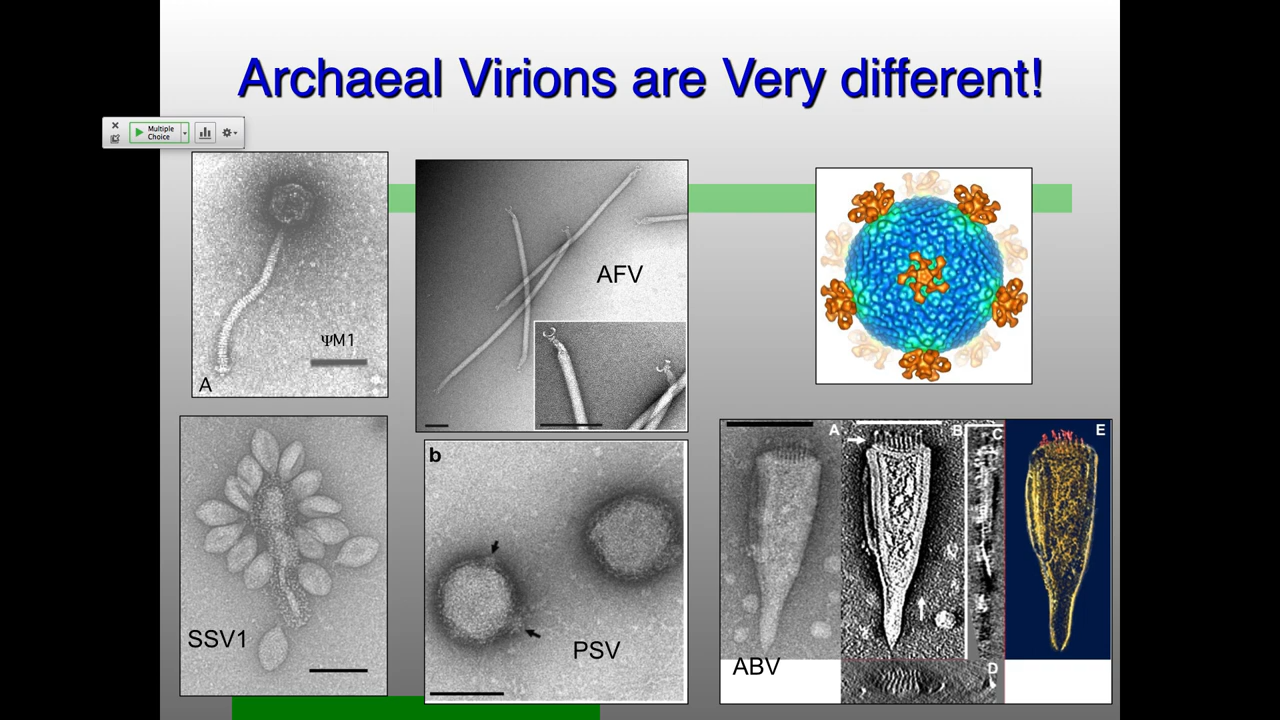 Archaeal Virions are Very different!
Multiple
Choice
ΨM1
A
AFV
SSV1
b
PSV
A
B
C
E
D
ABV